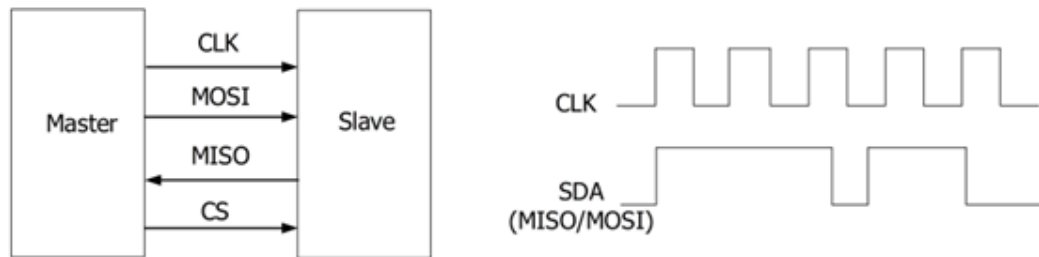 CLK
MOSI
Master
Slave
MISO
CS
CLK
SDA
(MISO/MOSI)